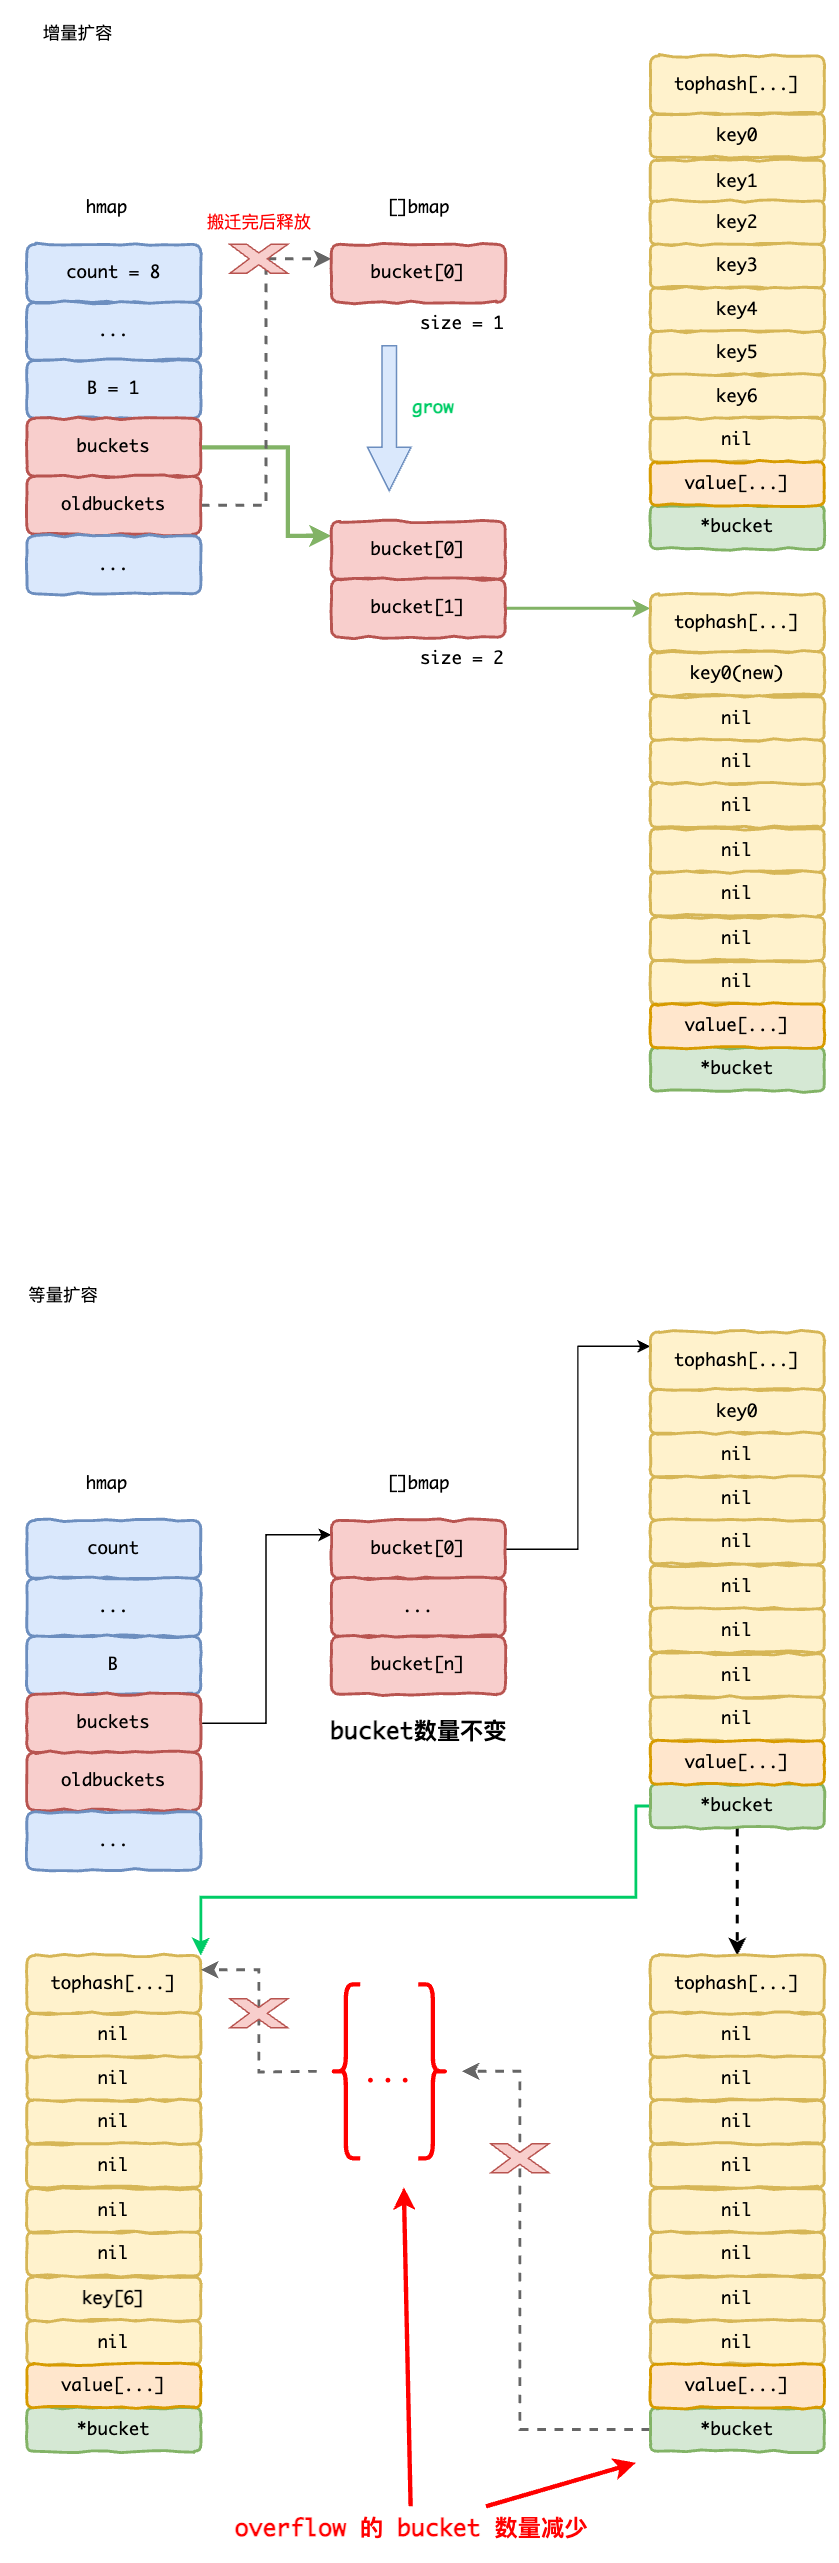 增量扩容
hmap
count = 8
...
B = 1
buckets
oldbuckets
...
搬迁完后释放
[]bmap
bucket[0]
size = 1
grow
bucket[0]
bucket[1]
size = 2
tophash[...]
key0
key1
key2
key3
key4
key5
key6
nil
value[...]
*bucket
tophash[...]
key0(new)
nil
nil
nil
nil
nil
nil
nil
value[...]
*bucket
等量扩容
hmap
count
...
B
buckets
oldbuckets
...
[]bmap
bucket[0]
...
bucket[n]
bucket数量不变
tophash[...]
key0
nil
nil
nil
nil
nil
nil
nil
value[...]
*bucket
tophash[...]
nil
nil
nil
nil
nil
nil
key[6]
nil
value[...]
*bucket
...
tophash[...]
nil
nil
nil
nil
nil
nil
nil
nil
value[...]
*bucket
overflow 的 bucket 数量减少